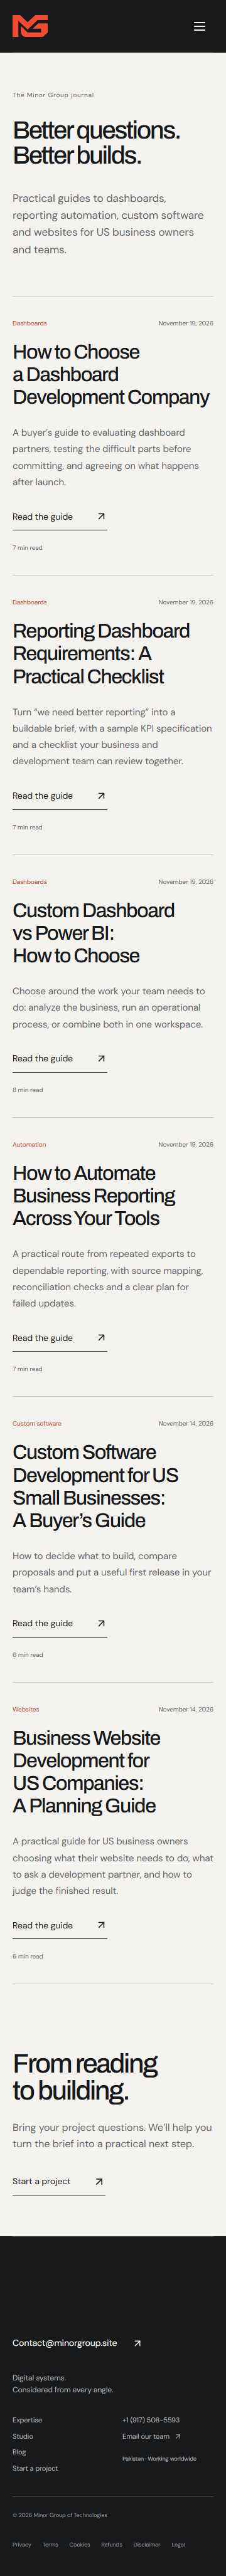 The Minor Group journal
Better questions.
Better builds.
Practical guides to dashboards,
reporting automation, custom software
and websites for US business owners
and teams.
Dashboards November 19, 2026
How to Choose
a Dashboard
Development Company
A buyer's guide to evaluating dashboard
partners, testing the difficult parts before
committing, and agreeing on what happens
after launch.
Read the guide
7 min read
Dashboards November 19, 2026
Reporting Dashboard
Requirements: A
Practical Checklist
Turn “we need better reporting” into a
buildable brief, with a sample KPI specification
and a checklist your business and
development team can review together.
Read the guide
7 min read
Dashboards November 19, 2026
Custom Dashboard
vs Power BI:
How to Choose
Choose around the work your team needs to
do: analyze the business, run an operational
process, or combine both in one workspace.
Read the guide
8 min read
Automation November 19, 2026
How to Automate
Business Reporting
Across Your Tools
A practical route from repeated exports to
dependable reporting, with source mapping,
reconciliation checks and a clear plan for
failed updates.
Read the guide
7 min read
Custom software November 14, 2026
Custom Software
Development for US
Small Businesses:
A Buyer’s Guide
How to decide what to build, compare
proposals and put a useful first release in your
team’s hands.
Read the guide
6 min read
Websites November 14, 2026
Business Website
Development for
US Companies:
A Planning Guide
A practical guide for US business owners
choosing what their website needs to do, what
to ask a development partner, and how to
judge the finished result.
Read the guide
6 min read
From reading
to building.
Bring your project questions. We’ll help you
turn the brief into a practical next step.
Start a project
Contact@minorgroup.site
Digital systems.
Considered from every angle.
Expertise +1 (917) 508-5593
Studio Email our team
Blog Pakistan · Working worldwide
Start a project
© 2026 Minor Group of Technologies
Privacy Terms Cookies Refunds Disclaimer Legal